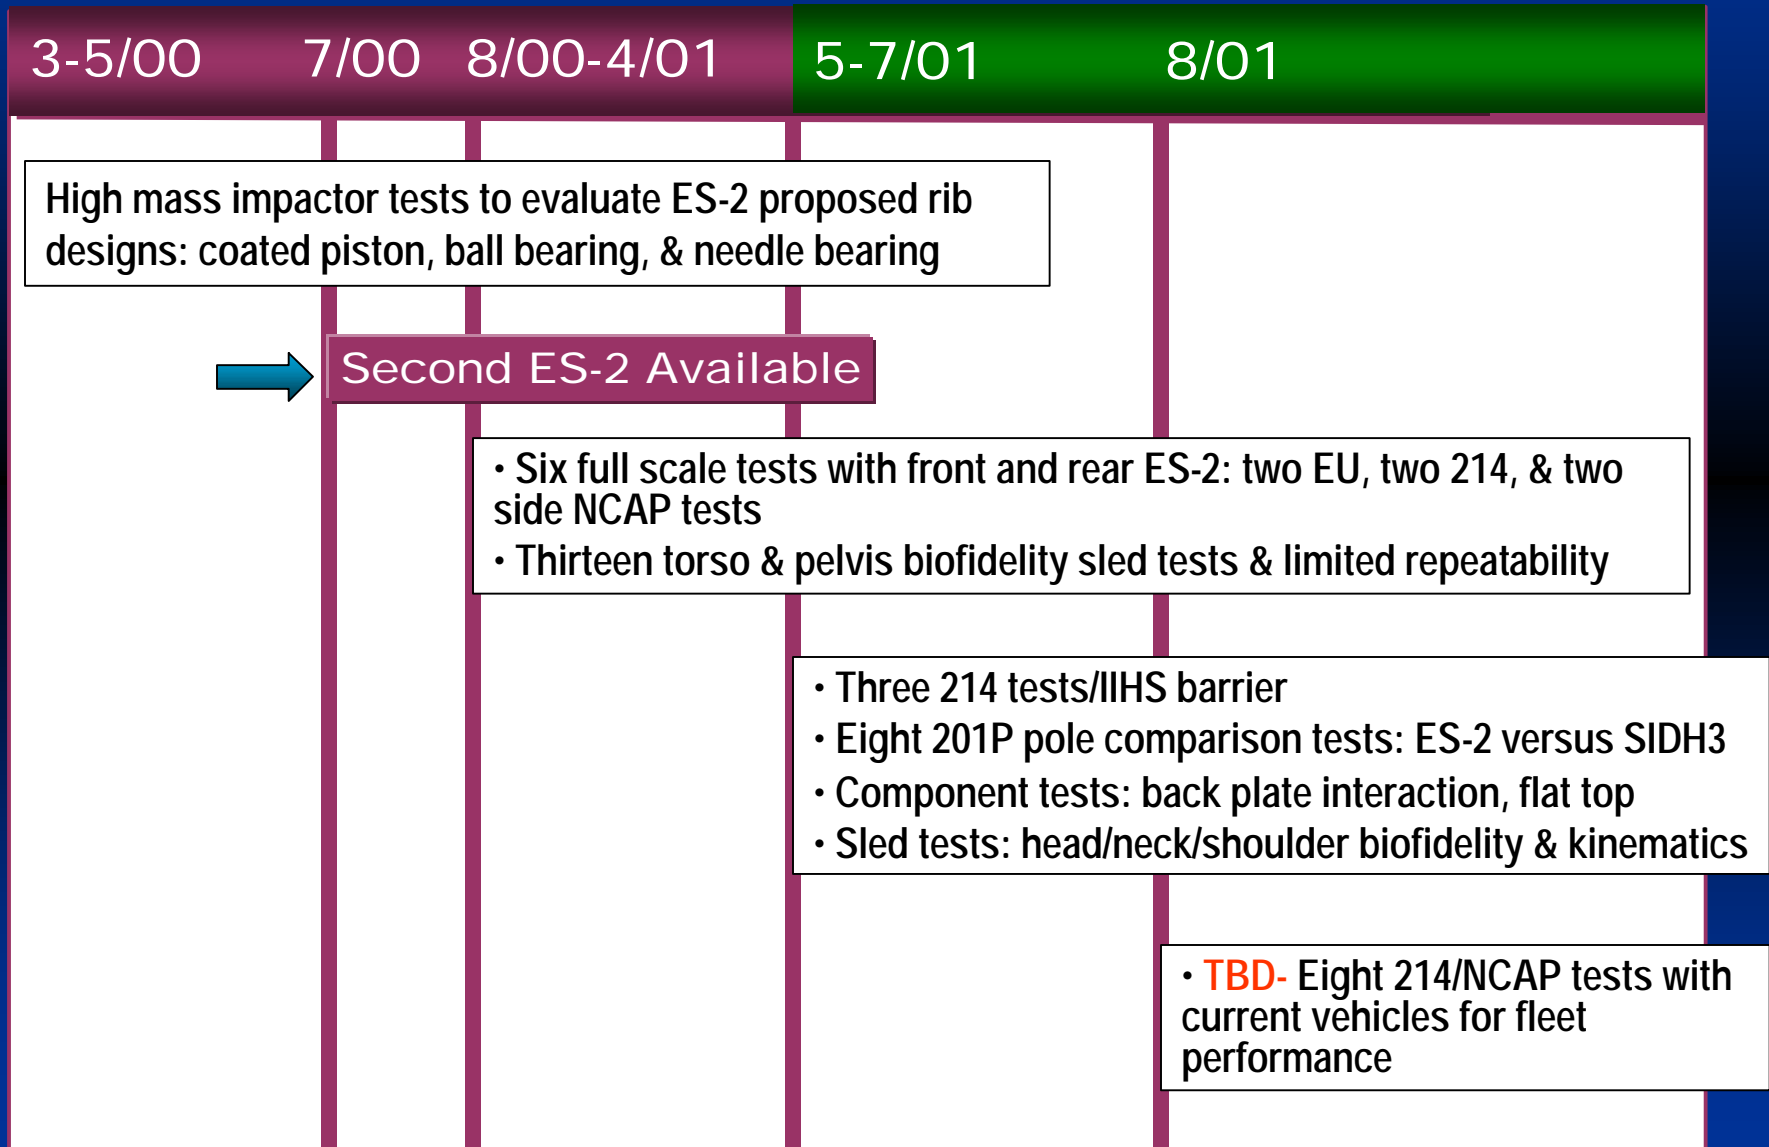 3-5/00 7/00 8/00-4/01 5-7/01 8/01
High mass impactor tests to evaluate ES-2 proposed rib
designs: coated piston, ball bearing, & needle bearing
Second ES-2 Available
• Six full scale tests with front and rear ES-2: two EU, two 214, & two
side NCAP tests
• Thirteen torso & pelvis biofidelity sled tests & limited repeatability
• Three 214 tests/IIHS barrier
• Eight 201P pole comparison tests: ES-2 versus SIDH3
• Component tests: back plate interaction, flat top
• Sled tests: head/neck/shoulder biofidelity & kinematics
• TBD- Eight 214/NCAP tests with
current vehicles for fleet
performance